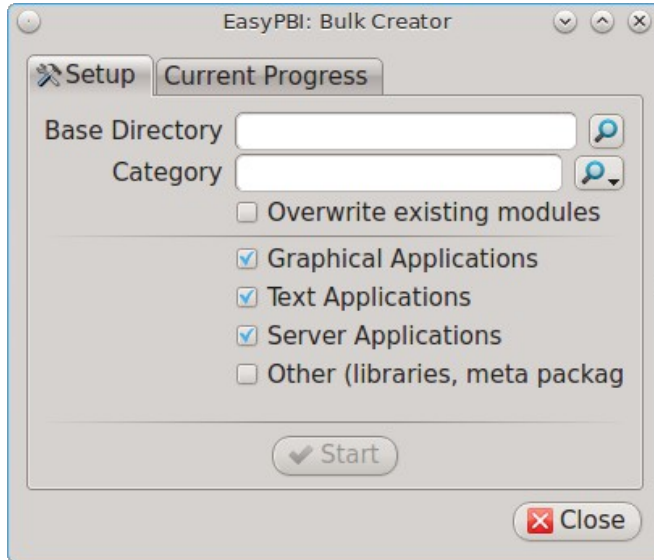 EasyPBI: Bulk Creator
Setup Current Progress
Base Directory
Category
Overwrite existing modules
Graphical Applications
Text Applications
Server Applications
Other (libraries, meta packag
Start
Close